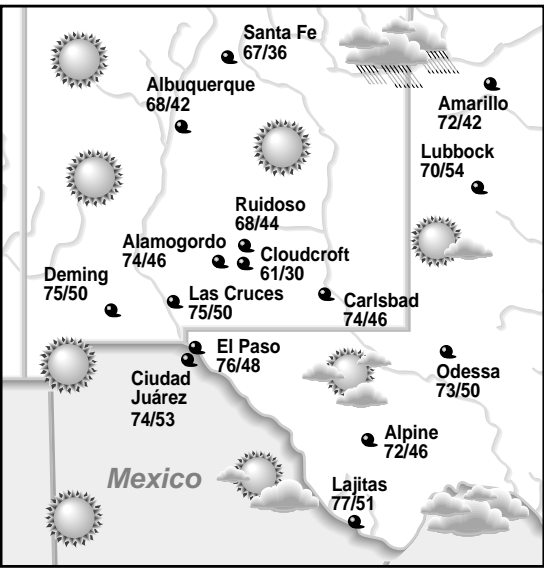 Santa Fe
67/36
Albuquerque
68/42
Amarillo
72/42
Lubbock
70/54
Ruidoso
68/44
Alamogordo
74/46
Cloudcroft
61/30
Deming
75/50
Las Cruces
75/50
Carlsbad
74/46
El Paso
76/48
Ciudad
Juárez
74/53
Odessa
73/50
Alpine
72/46
Mexico
Lajitas
77/51